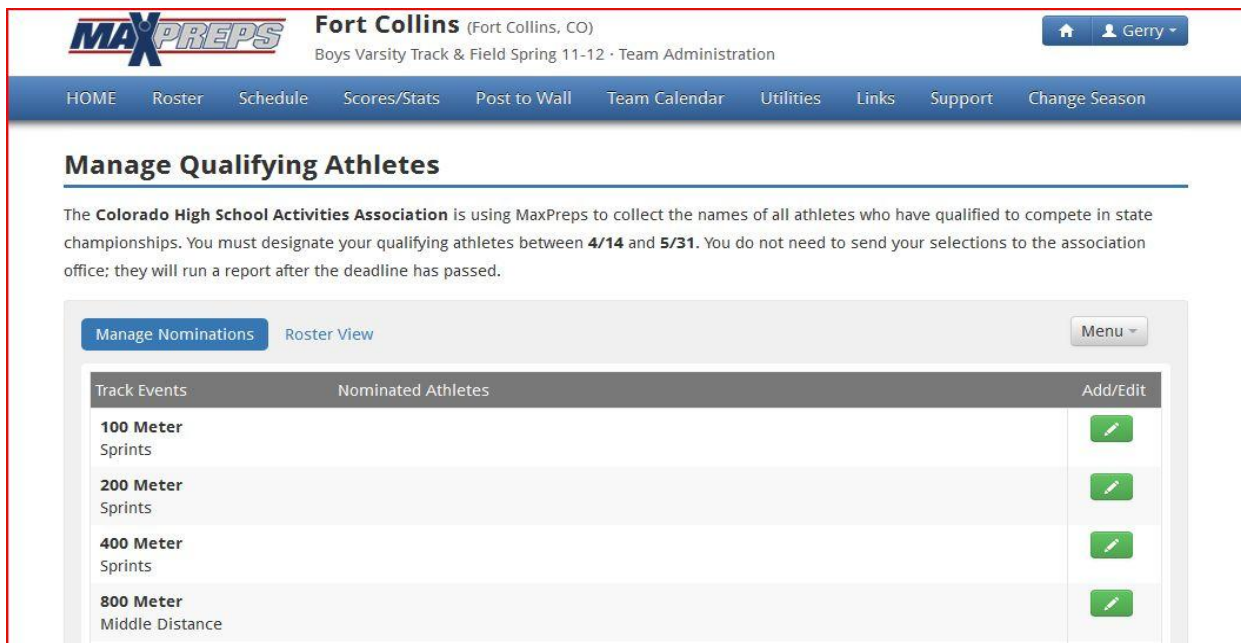 MAXPREPS
Fort Collins (Fort Collins, CO)
Boys Varsity Track & Field Spring 11-12 · Team Administration
Gerry
HOME Roster Schedule Scores/Stats Post to Wall Team Calendar Utilities Links Support Change Season
Manage Qualifying Athletes
The Colorado High School Activities Association is using MaxPreps to collect the names of all athletes who have qualified to compete in state
championships. You must designate your qualifying athletes between 4/14 and 5/31. You do not need to send your selections to the association
office; they will run a report after the deadline has passed.
Manage Nominations Roster View Menu
Track Events Nominated Athletes Add/Edit
100 Meter
Sprints
200 Meter
Sprints
400 Meter
Sprints
800 Meter
Middle Distance